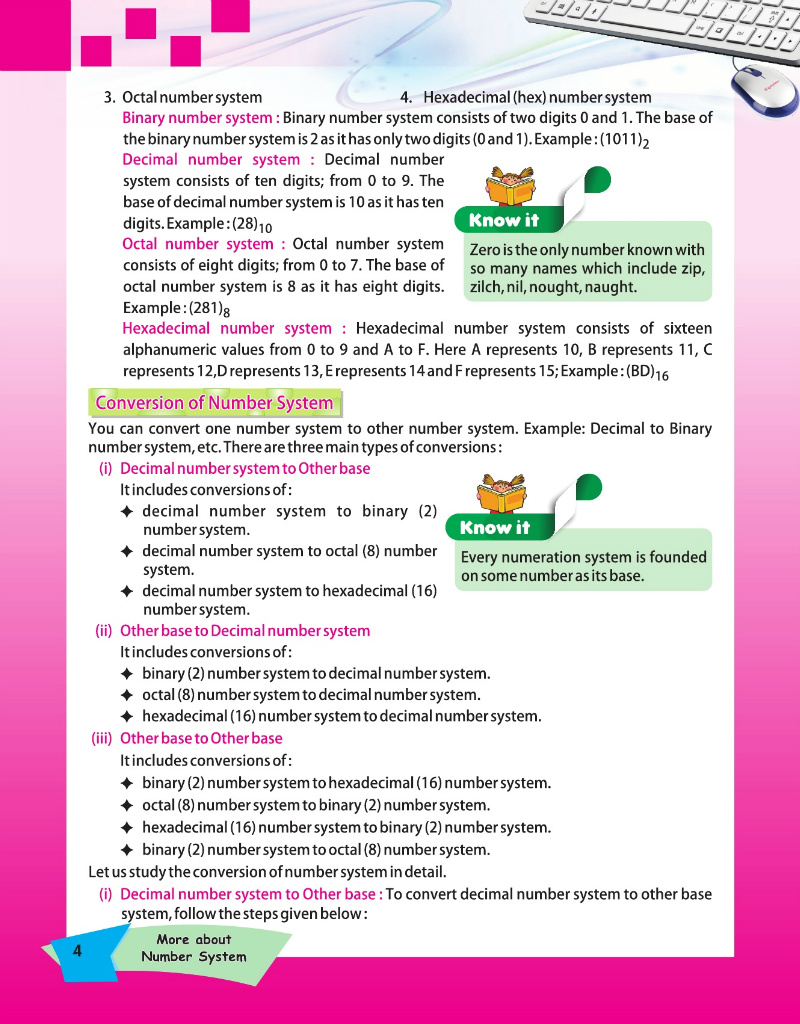 3. Octal number system 4. Hexadecimal (hex) number system
Binary number system : Binary number system consists of two digits 0 and 1. The base of
the binary number system is 2 as it has only two digits (0 and 1). Example : (1011)2
Decimal number system : Decimal number
system consists of ten digits; from 0 to 9. The
base of decimal number system is 10 as it has ten
digits. Example : (28)10
Octal number system : Octal number system
consists of eight digits; from 0 to 7. The base of
octal number system is 8 as it has eight digits.
Example : (281)8
Know it
Zero is the only number known with
so many names which include zip,
zilch, nil, nought, naught.
Hexadecimal number system : Hexadecimal number system consists of sixteen
alphanumeric values from 0 to 9 and A to F. Here A represents 10, B represents 11, C
represents 12,D represents 13, E represents 14 and F represents 15; Example : (BD)16
Conversion of Number System
You can convert one number system to other number system. Example: Decimal to Binary
number system, etc. There are three main types of conversions :
(i) Decimal number system to Other base
It includes conversions of :
✦ decimal number system to binary (2)
number system.
✦ decimal number system to octal (8) number
system.
✦ decimal number system to hexadecimal (16)
number system.
Know it
Every numeration system is founded
on some number as its base.
(ii) Other base to Decimal number system
It includes conversions of :
✦ binary (2) number system to decimal number system.
✦ octal (8) number system to decimal number system.
✦ hexadecimal (16) number system to decimal number system.
(iii) Other base to Other base
It includes conversions of :
✦ binary (2) number system to hexadecimal (16) number system.
✦ octal (8) number system to binary (2) number system.
✦ hexadecimal (16) number system to binary (2) number system.
✦ binary (2) number system to octal (8) number system.
Let us study the conversion of number system in detail.
(i) Decimal number system to Other base : To convert decimal number system to other base
system, follow the steps given below :
4
More about
Number System